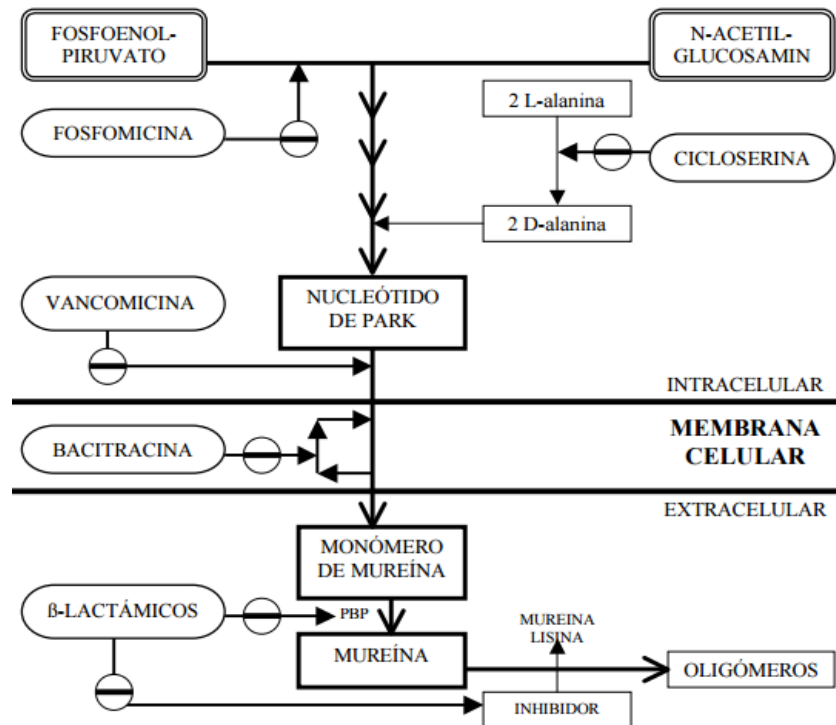 FOSFOENOL-
PIRUVATO
N-ACETIL-
GLUCOSAMIN
FOSFOMICINA
2 L-alanina
CICLOSERINA
2 D-alanina
VANCOMICINA
NUCLEÓTIDO
DE PARK
INTRACELULAR
BACITRACINA
MEMBRANA
CELULAR
EXTRACELULAR
MONÓMERO
DE MUREÍNA
ß-LACTÁMICOS
PBP
MUREINA
LISINA
MUREÍNA
OLIGÓMEROS
INHIBIDOR